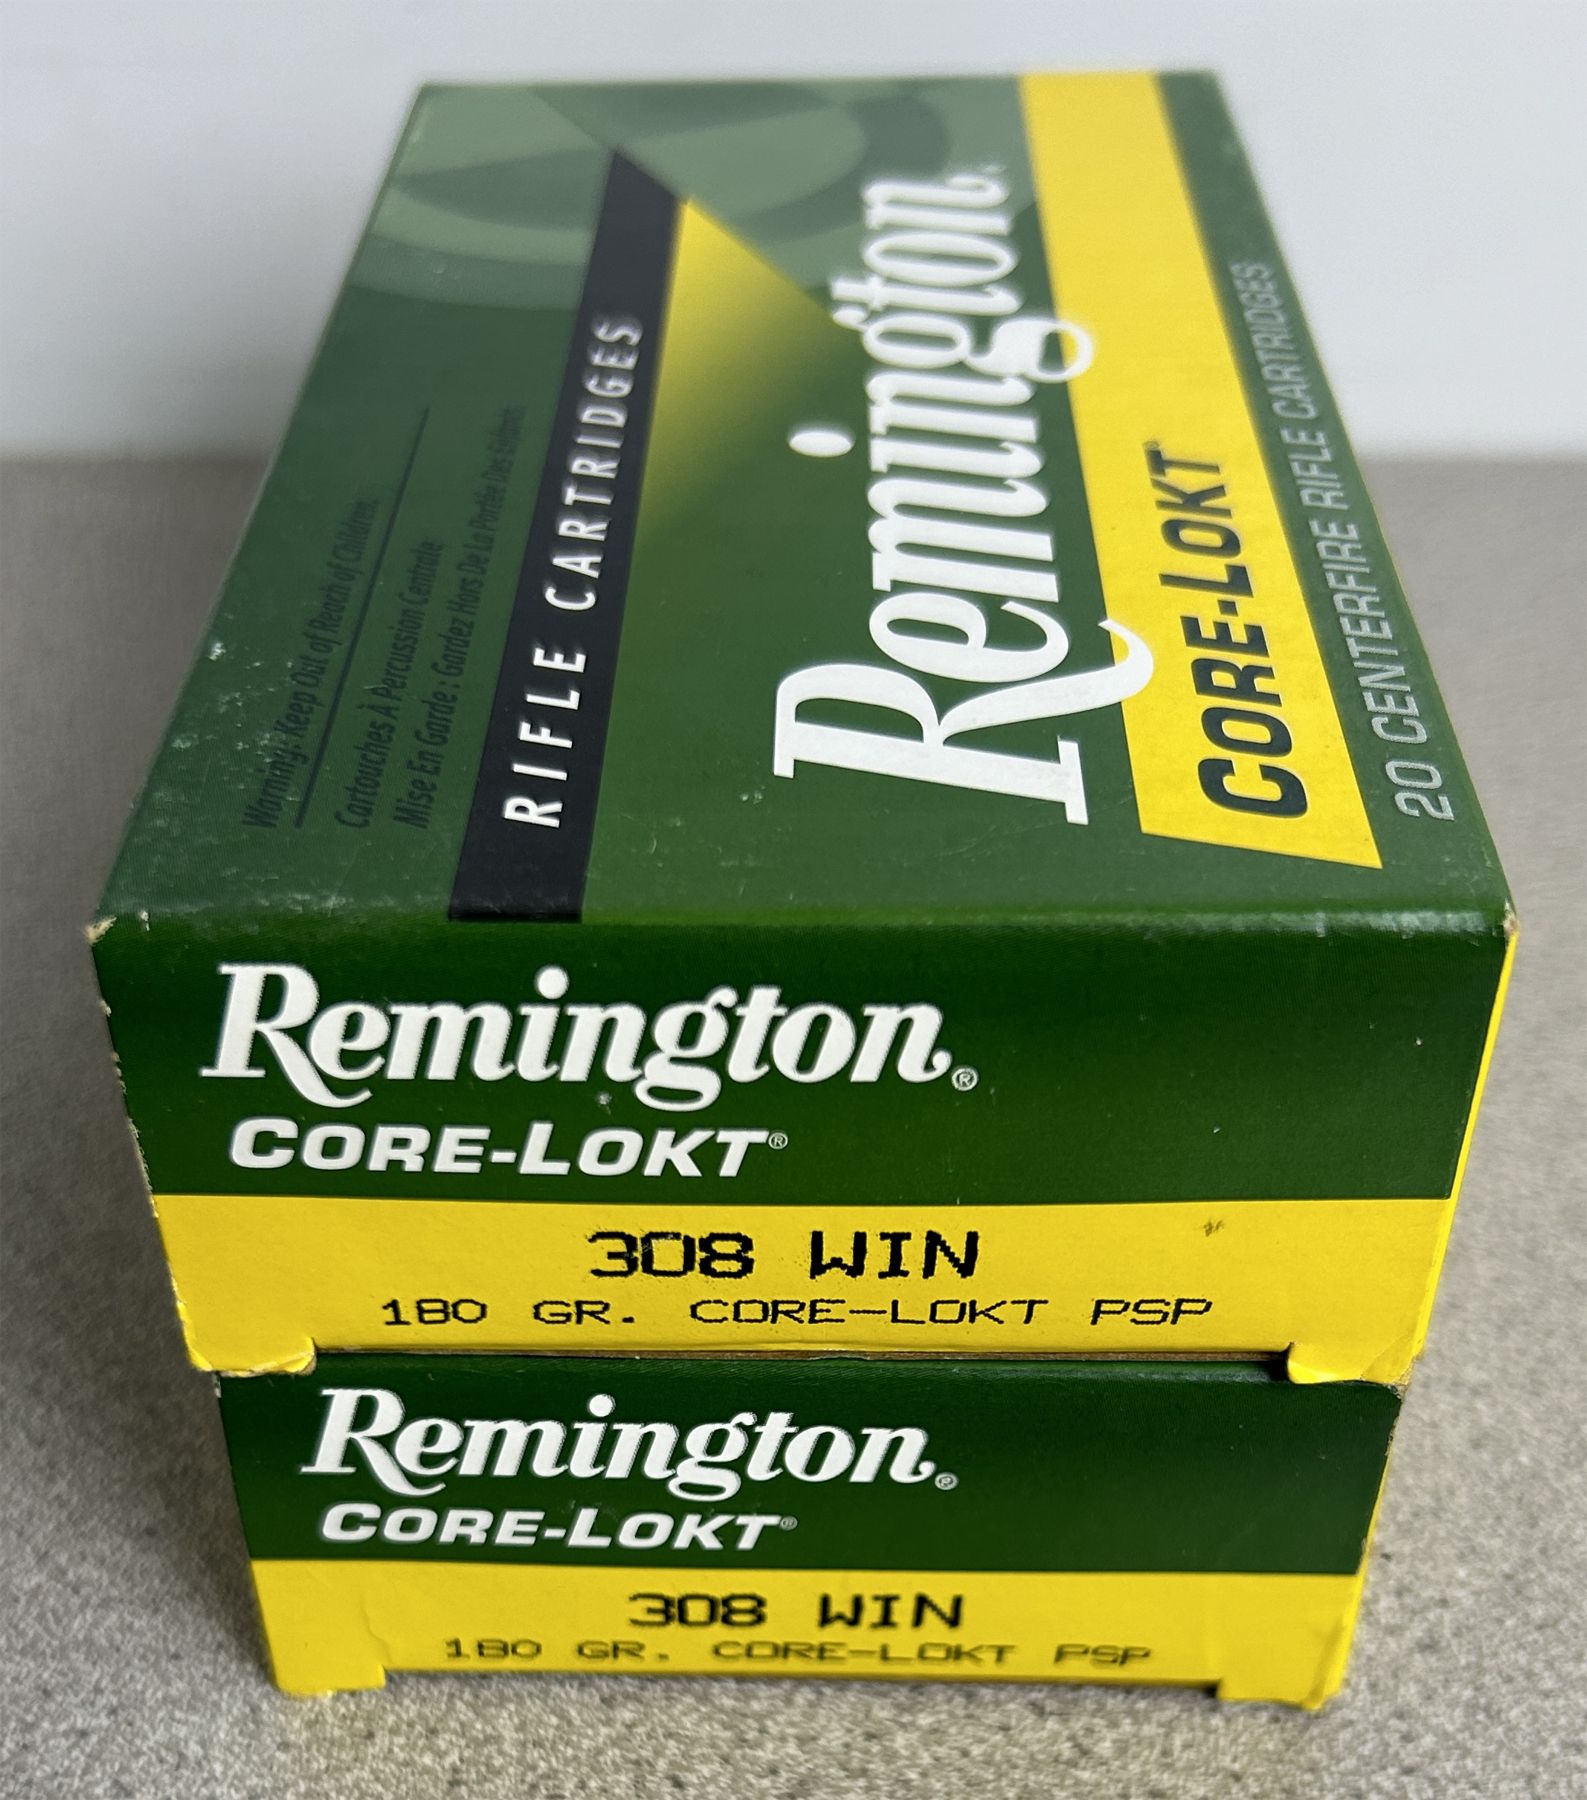 Warning: Keep Out of Reach of Children.
Cartouches À Percussion Centrale
Mise En Garde : Gardez Hors De La Portée Des Enfants
RIFLE CARTRIDGES
Remington®
CORE-LOKT
20 CENTERFIRE RIFLE CARTRIDGES
Remington®
CORE-LOKT®
308 WIN
180 GR. CORE-LOKT PSP
Remington®
CORE-LOKT®
308 WIN
180 GR. CORE-LOKT PSP